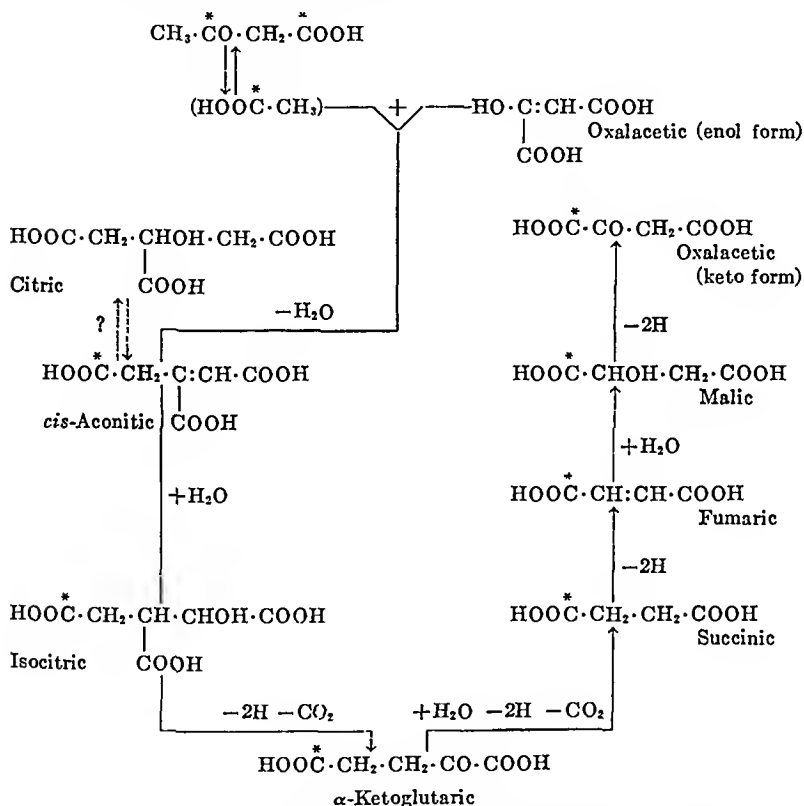 * *
CH₃·CO·CH₂·COOH
*
(HOOC·CH₃) + HO·C:CH·COOH
COOH
Oxalacetic (enol form)
HOOC·CH₂·CHOH·CH₂·COOH
COOH
Citric
*
HOOC·CO·CH₂·COOH
Oxalacetic
(keto form)
−H₂O
?
−2H
*
HOOC·CH₂·C:CH·COOH
COOH
cis-Aconitic
*
HOOC·CHOH·CH₂·COOH
Malic
+H₂O
+H₂O
*
HOOC·CH:CH·COOH
Fumaric
−2H
*
HOOC·CH₂·CH·CHOH·COOH
COOH
Isocitric
*
HOOC·CH₂·CH₂·COOH
Succinic
−2H −CO₂
+H₂O −2H −CO₂
*
HOOC·CH₂·CH₂·CO·COOH
α-Ketoglutaric